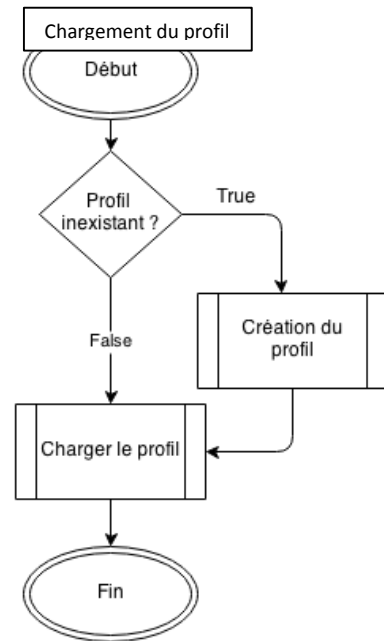 Chargement du profil
Début
Profil
inexistant ?
True
False
Création du
profil
Charger le profil
Fin